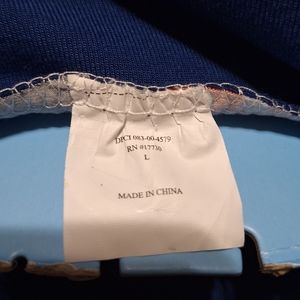 DPCI 083-00-4579
RN #17730
L
MADE IN CHINA